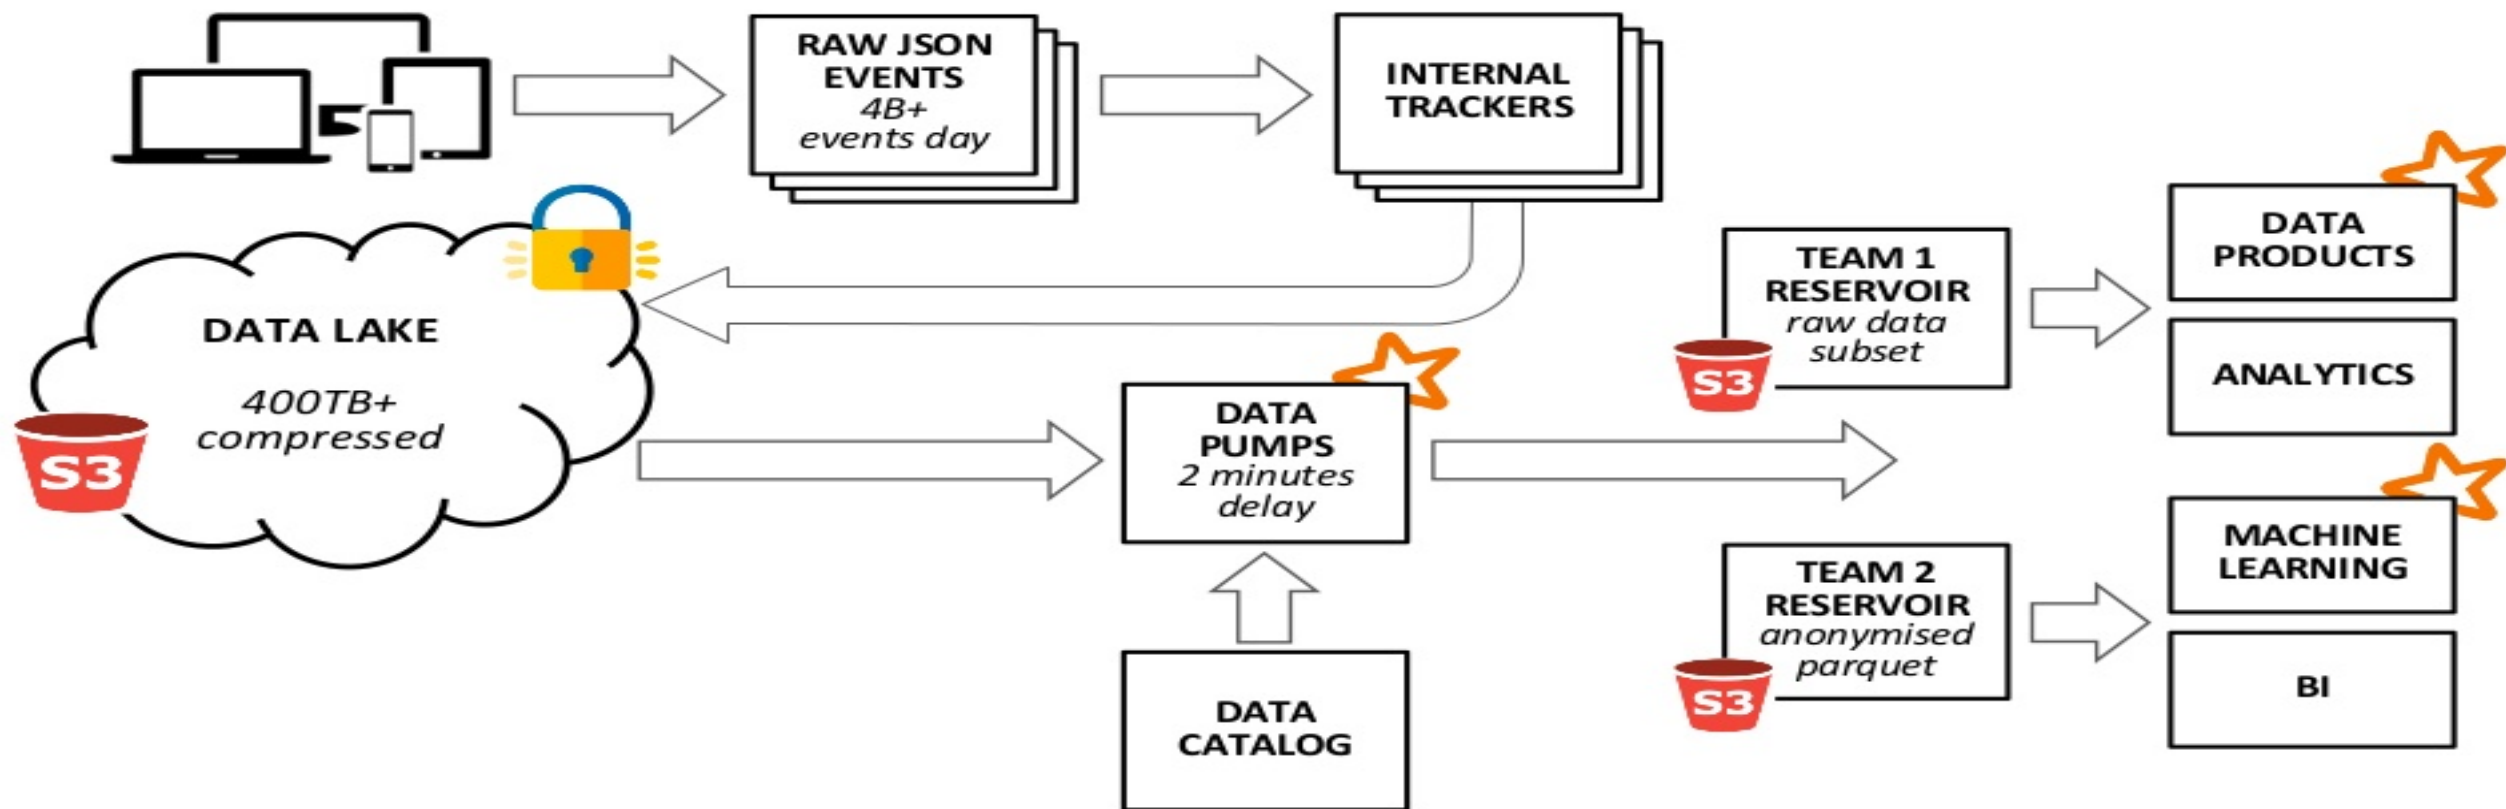 RAW JSON
EVENTS
4B+
events day
INTERNAL
TRACKERS
DATA LAKE
400TB+
compressed
S3
DATA
PUMPS
2 minutes
delay
DATA
CATALOG
TEAM 1
RESERVOIR
raw data
subset
S3
DATA
PRODUCTS
ANALYTICS
TEAM 2
RESERVOIR
anonymised
parquet
S3
MACHINE
LEARNING
BI